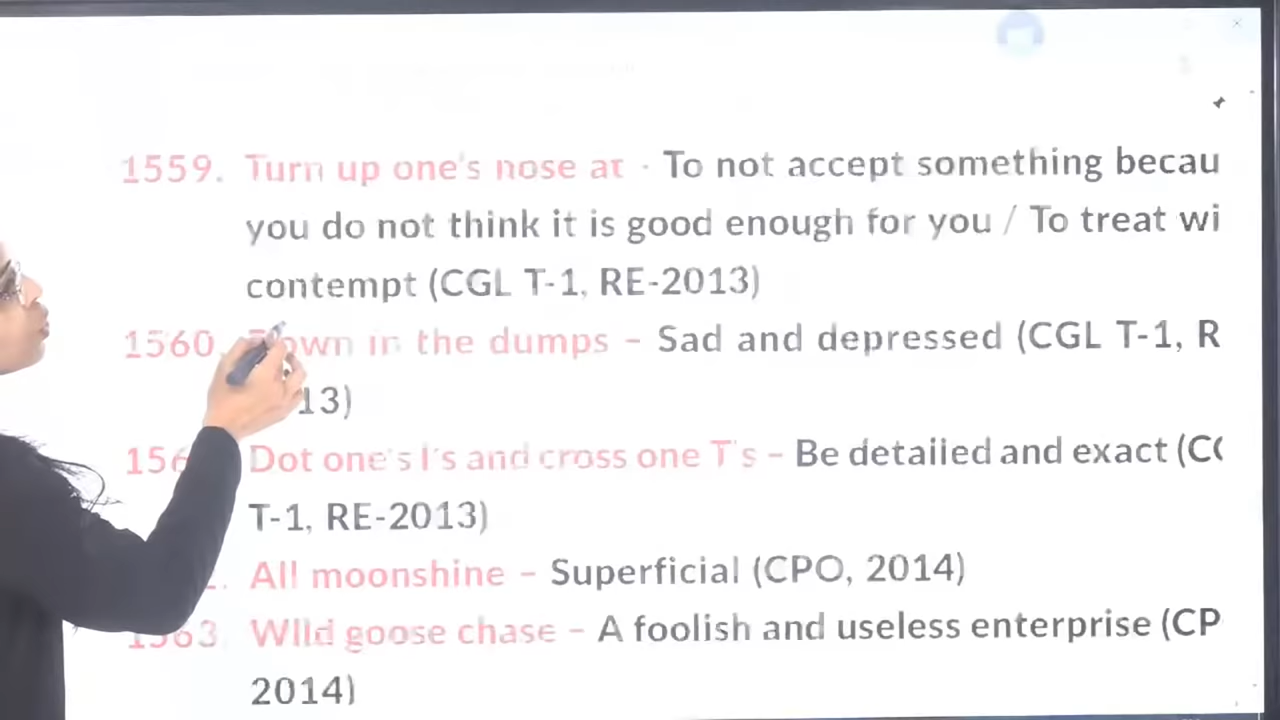 1559. Turn up one's nose at - To not accept something becau
you do not think it is good enough for you / To treat wi
contempt (CGL T-1, RE-2013)
1560. Down in the dumps – Sad and depressed (CGL T-1, R
13)
156 Dot one's I's and cross one T's – Be detailed and exact (CG
T-1, RE-2013)
. All moonshine – Superficial (CPO, 2014)
1563. Wild goose chase – A foolish and useless enterprise (CP
2014)